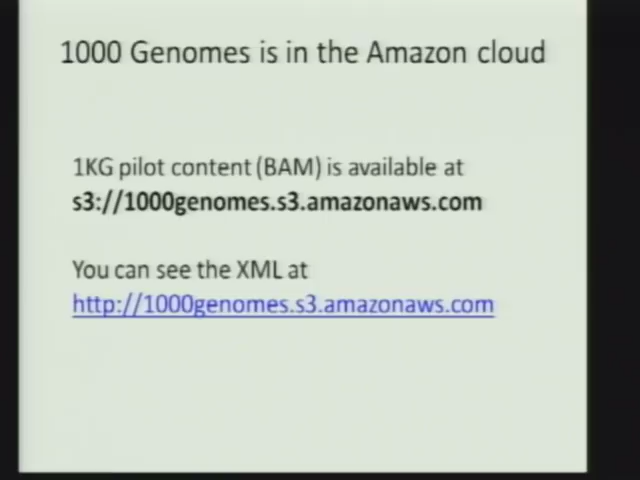 1000 Genomes is in the Amazon cloud
1KG pilot content (BAM) is available at
s3://1000genomes.s3.amazonaws.com
You can see the XML at
http://1000genomes.s3.amazonaws.com